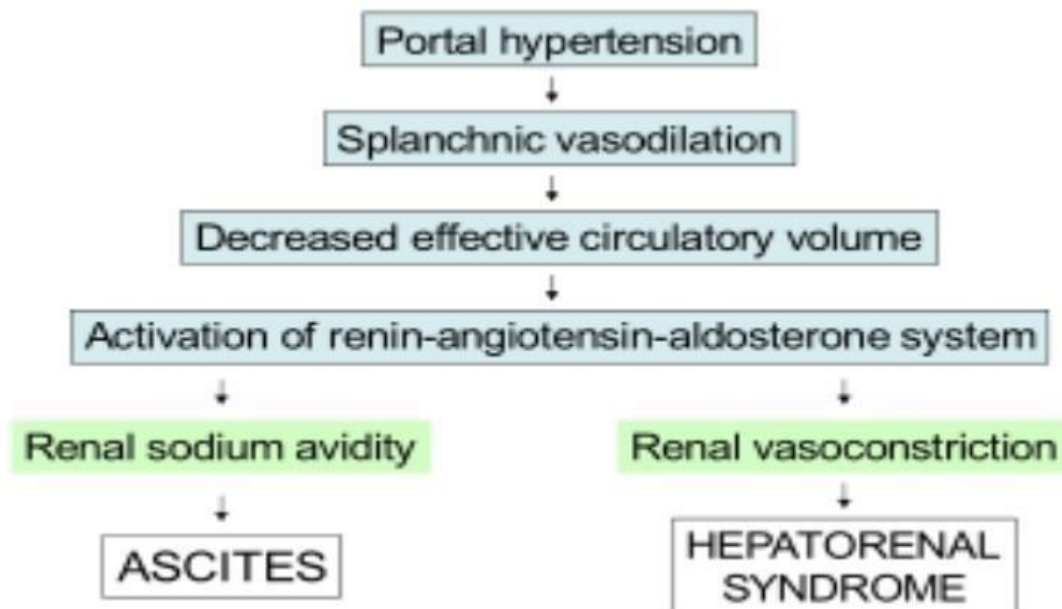 Portal hypertension
Splanchnic vasodilation
Decreased effective circulatory volume
Activation of renin-angiotensin-aldosterone system
Renal sodium avidity
Renal vasoconstriction
ASCITES
HEPATORENAL
SYNDROME